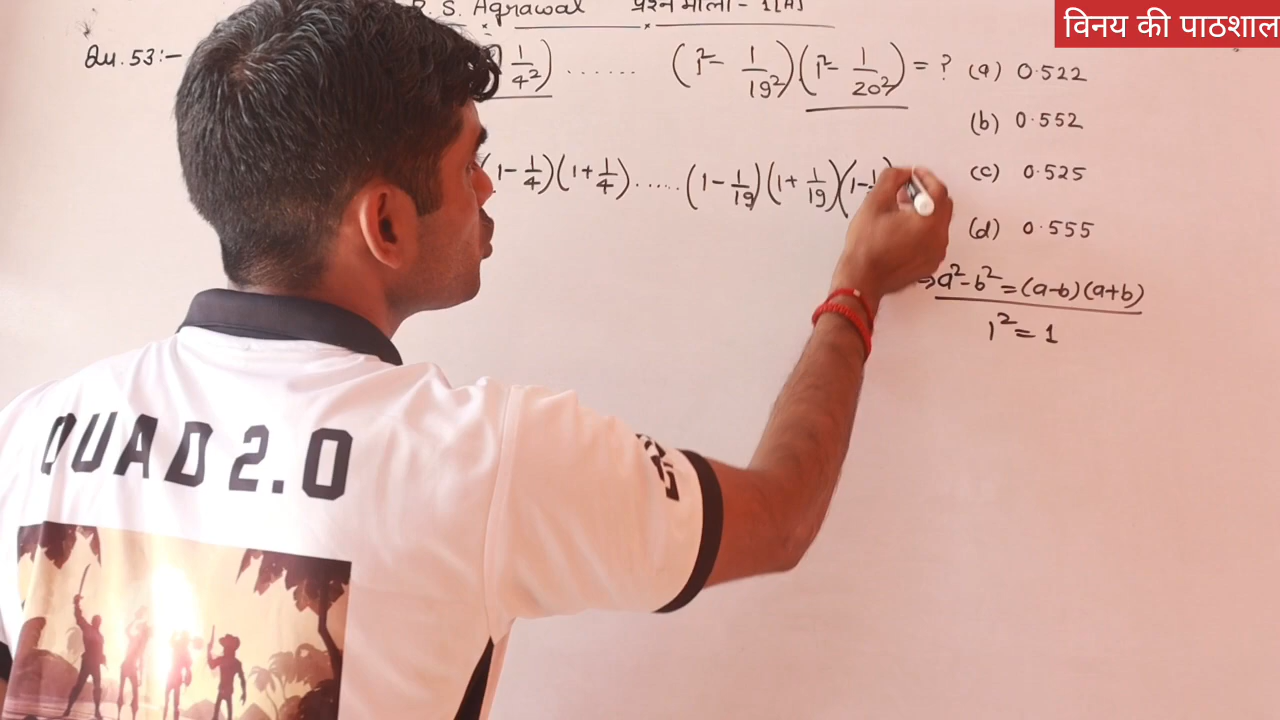 R. S. Agrawal प्रश्नमाला - 1[A]
विनय की पाठशाल
Qu. 53:- 1/4²) ...... (1² - 1/19²)(1² - 1/20²) = ? (a) 0.522
(b) 0.552
(1 - 1/4)(1 + 1/4) ..... (1 - 1/19)(1 + 1/19)(1 - 1/ (c) 0.525
(d) 0.555
⇒ a² - b² = (a-b)(a+b)
1² = 1
QUAD 2.0